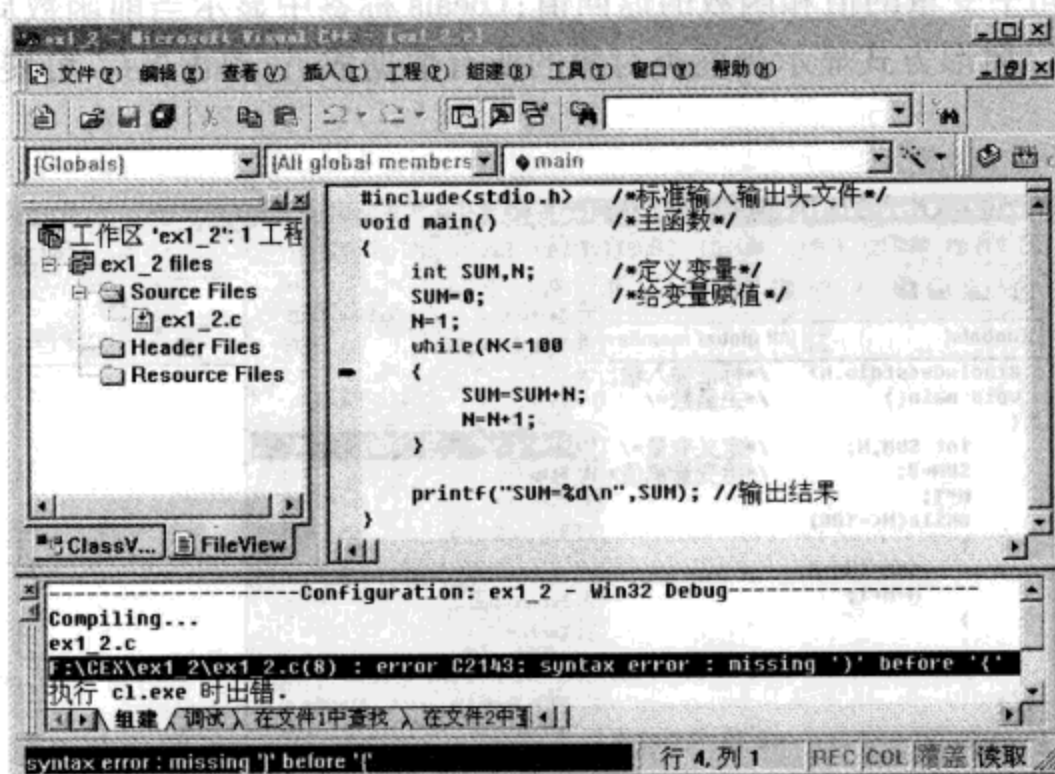 ex1_2 - Microsoft Visual C++ - [ex1_2.c]
文件(F) 编辑(E) 查看(V) 插入(I) 工程(P) 组建(B) 工具(T) 窗口(W) 帮助(H)
(Globals) (All global members main
工作区 'ex1_2': 1 工程
ex1_2 files
Source Files
ex1_2.c
Header Files
Resource Files
ClassV... FileView
#include<stdio.h> /*标准输入输出头文件*/
void main() /*主函数*/
{
int SUM,N; /*定义变量*/
SUM=0; /*给变量赋值*/
N=1;
while(N<=100
{
SUM=SUM+N;
N=N+1;
}
printf("SUM=%d\n",SUM); //输出结果
}
--------------------Configuration: ex1_2 - Win32 Debug--------------------
Compiling...
ex1_2.c
F:\CEX\ex1_2\ex1_2.c(8) : error C2143: syntax error : missing ')' before '{'
执行 cl.exe 时出错.
组建 调试 在文件1中查找 在文件2中
syntax error : missing ')' before '{' 行 4, 列 1 REC COL 覆盖 读取